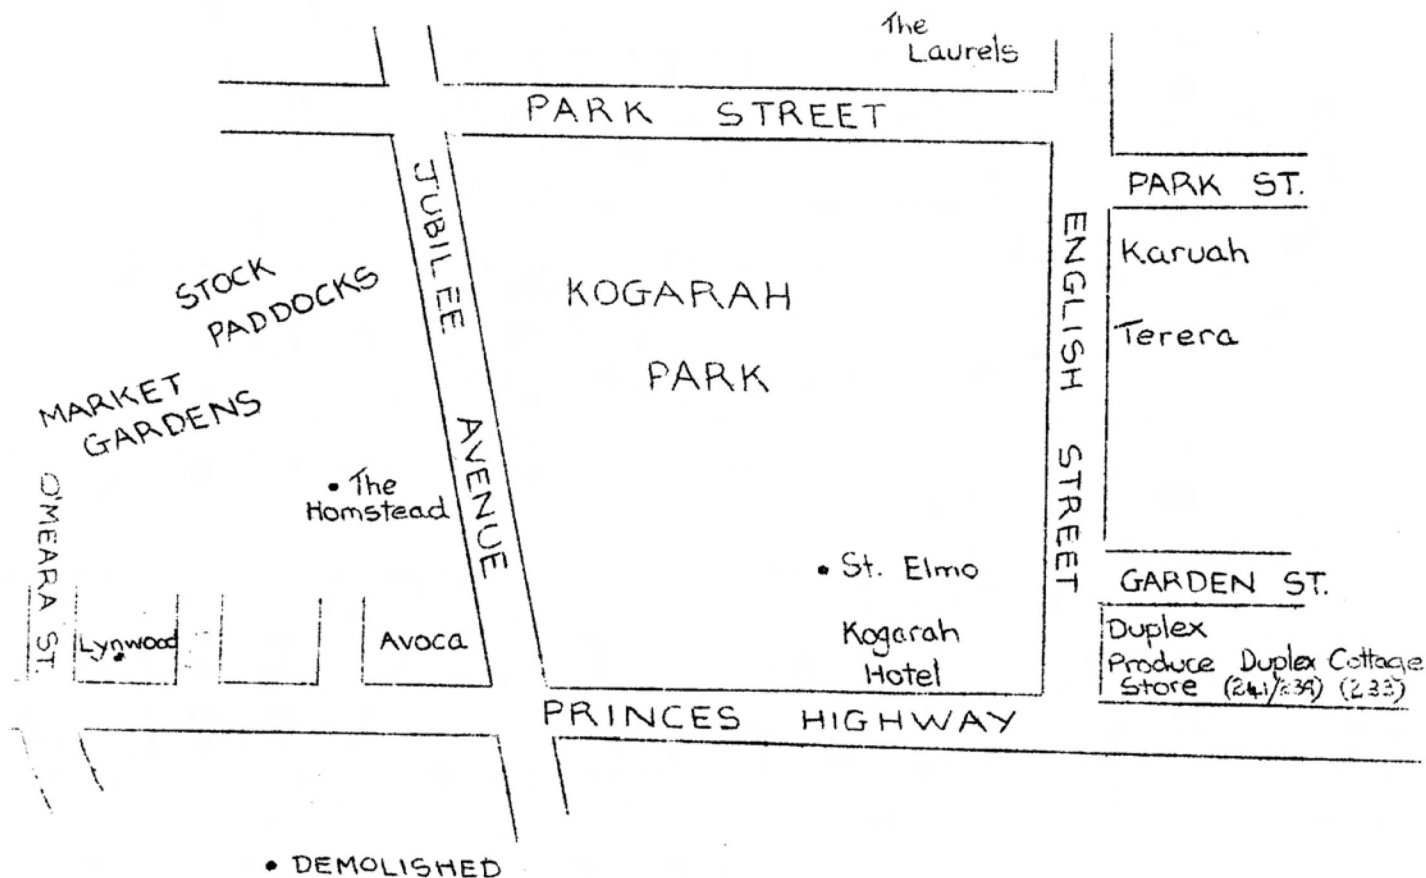 The
Laurels
PARK STREET
PARK ST.
JUBILEE AVENUE
ENGLISH STREET
Karuah
Terera
KOGARAH
PARK
STOCK
PADDOCKS
MARKET
GARDENS
O'MEARA ST.
• The
Homstead
• St. Elmo
GARDEN ST.
Lynwood
Avoca
Kogarah
Hotel
Duplex
Produce
Store
Duplex
(241/239)
Cottage
(233)
PRINCES HIGHWAY
• DEMOLISHED